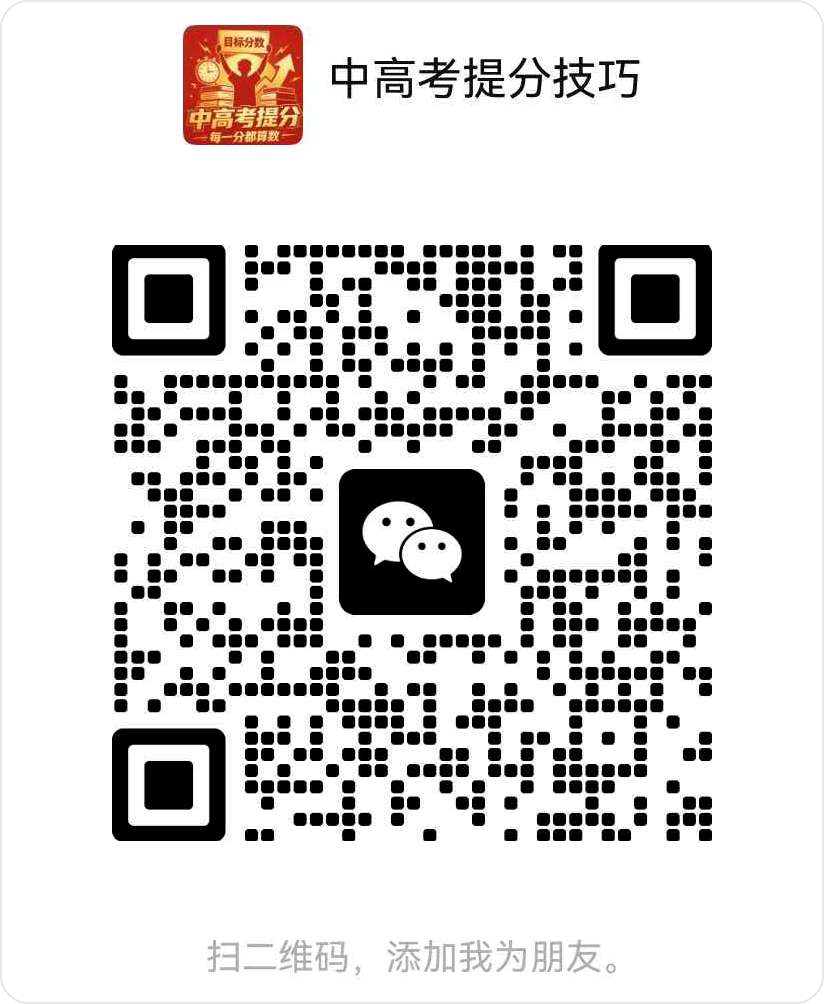 目标分数
中高考提分
每一分都算数
中高考提分技巧
扫二维码，添加我为朋友。